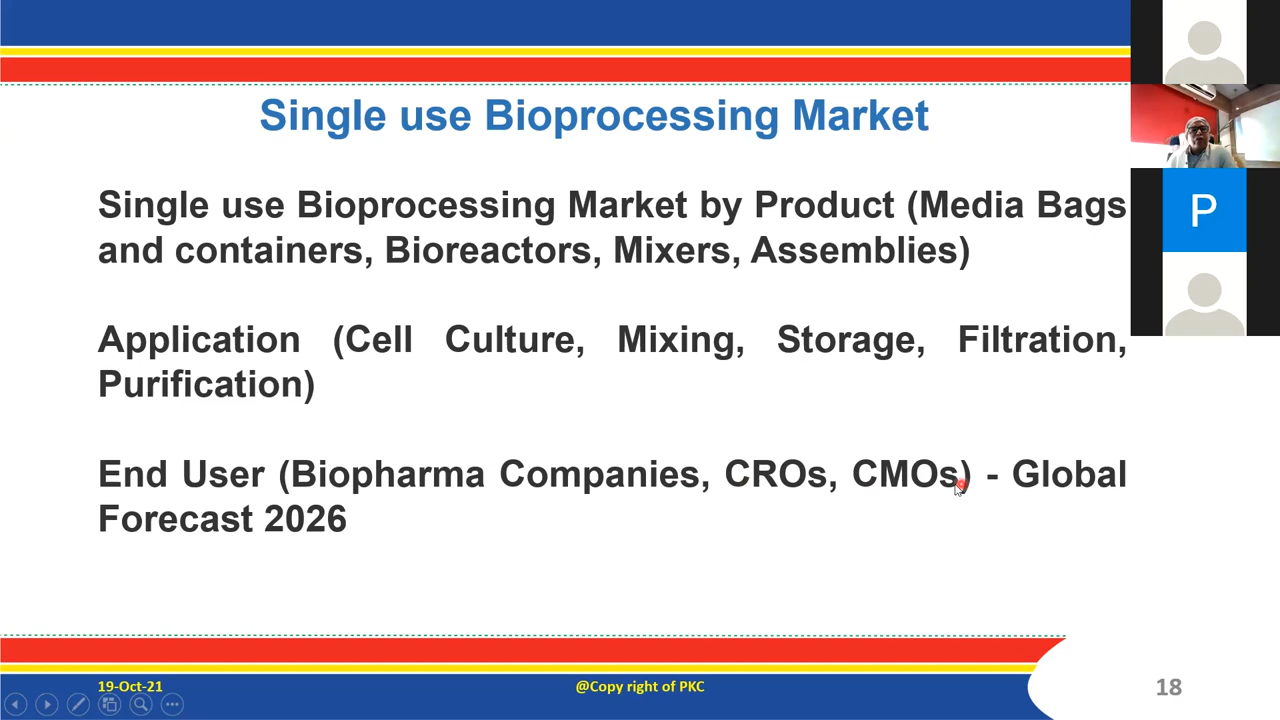 Single use Bioprocessing Market
Single use Bioprocessing Market by Product (Media Bags
and containers, Bioreactors, Mixers, Assemblies)
Application (Cell Culture, Mixing, Storage, Filtration,
Purification)
End User (Biopharma Companies, CROs, CMOs) - Global
Forecast 2026
P
19-Oct-21
@Copy right of PKC
18